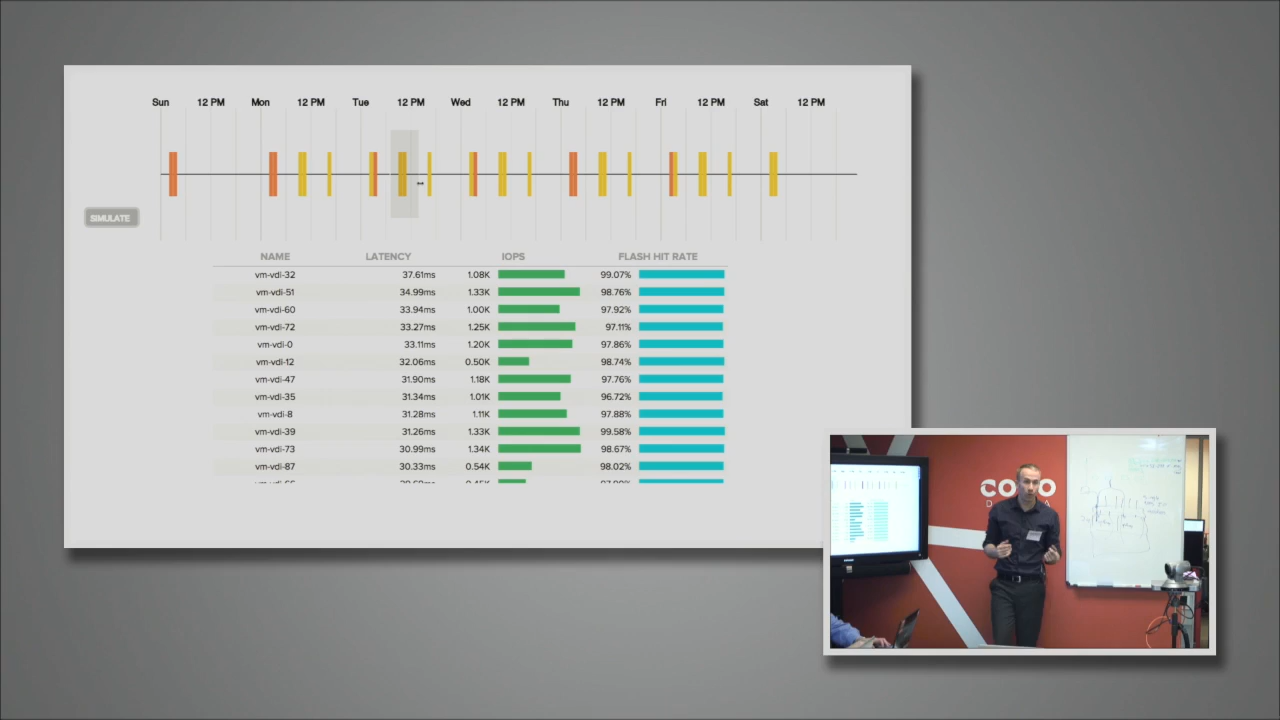 Sun 12 PM Mon 12 PM Tue 12 PM Wed 12 PM Thu 12 PM Fri 12 PM Sat 12 PM
SIMULATE
NAME LATENCY IOPS FLASH HIT RATE
vm-vdi-32 37.61ms 1.08K 99.07%
vm-vdi-51 34.99ms 1.33K 98.76%
vm-vdi-60 33.94ms 1.00K 97.92%
vm-vdi-72 33.27ms 1.25K 97.11%
vm-vdi-0 33.11ms 1.20K 97.86%
vm-vdi-12 32.06ms 0.50K 98.74%
vm-vdi-47 31.90ms 1.18K 97.76%
vm-vdi-35 31.34ms 1.01K 96.72%
vm-vdi-8 31.28ms 1.11K 97.88%
vm-vdi-39 31.26ms 1.33K 99.58%
vm-vdi-73 30.99ms 1.34K 98.67%
vm-vdi-87 30.33ms 0.54K 98.02%